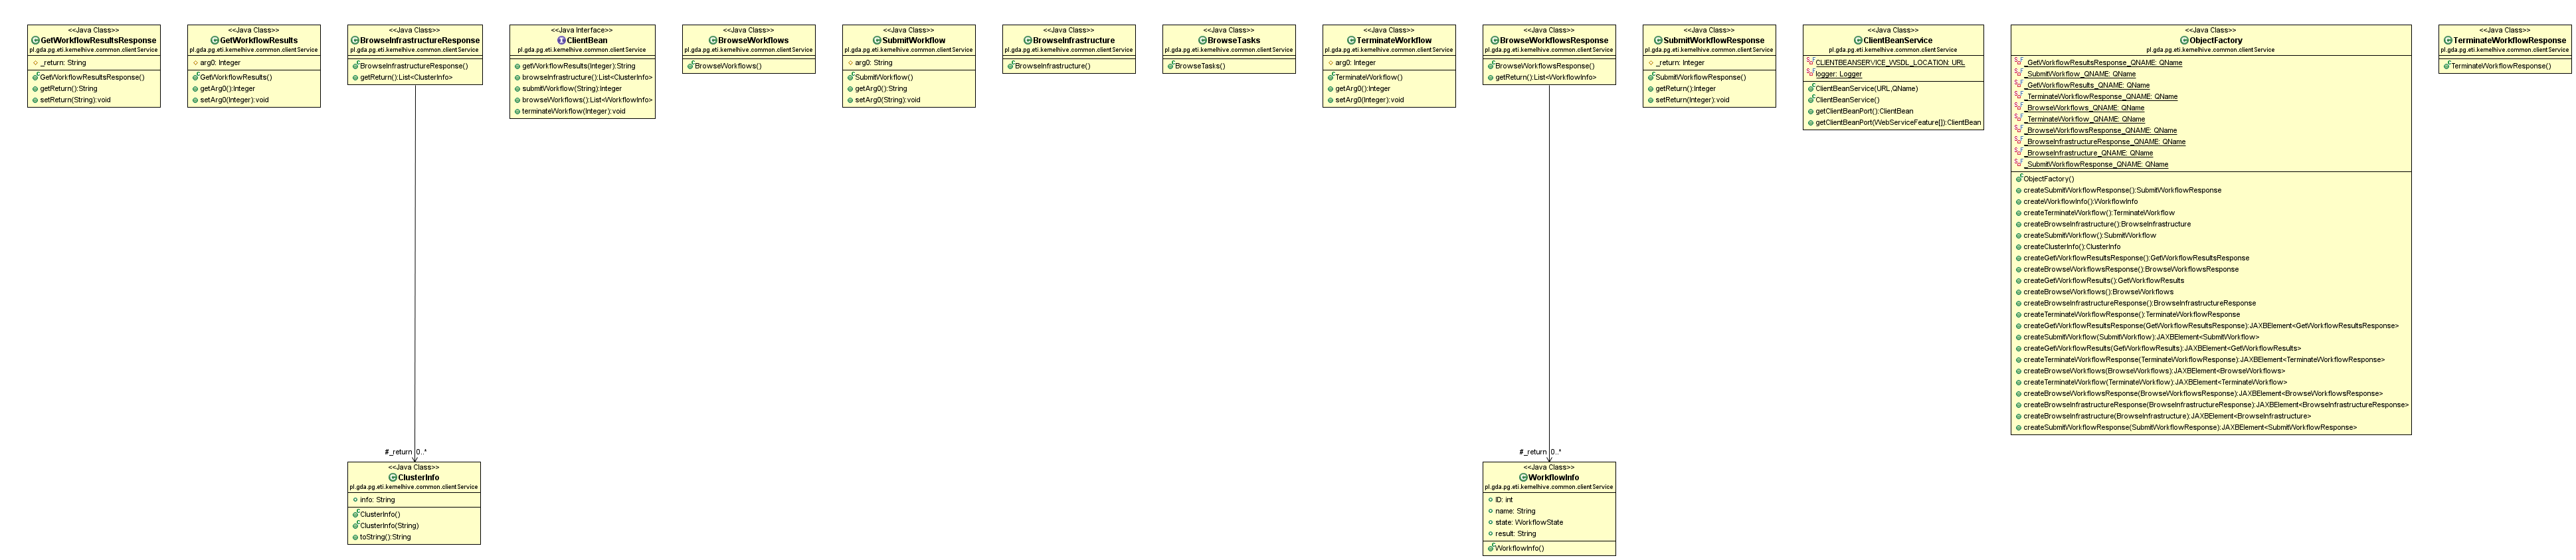 <<Java Class>>
GetWorkflowResultsResponse
pl.gda.pg.eti.kernelhive.common.clientService
_return: String
GetWorkflowResultsResponse()
getReturn():String
setReturn(String):void
<<Java Class>>
GetWorkflowResults
pl.gda.pg.eti.kernelhive.common.clientService
arg0: Integer
GetWorkflowResults()
getArg0():Integer
setArg0(Integer):void
<<Java Class>>
BrowseInfrastructureResponse
pl.gda.pg.eti.kernelhive.common.clientService
BrowseInfrastructureResponse()
getReturn():List<ClusterInfo>
<<Java Interface>>
ClientBean
pl.gda.pg.eti.kernelhive.common.clientService
getWorkflowResults(Integer):String
browseInfrastructure():List<ClusterInfo>
submitWorkflow(String):Integer
browseWorkflows():List<WorkflowInfo>
terminateWorkflow(Integer):void
<<Java Class>>
BrowseWorkflows
pl.gda.pg.eti.kernelhive.common.clientService
BrowseWorkflows()
<<Java Class>>
SubmitWorkflow
pl.gda.pg.eti.kernelhive.common.clientService
arg0: String
SubmitWorkflow()
getArg0():String
setArg0(String):void
<<Java Class>>
BrowseInfrastructure
pl.gda.pg.eti.kernelhive.common.clientService
BrowseInfrastructure()
<<Java Class>>
BrowseTasks
pl.gda.pg.eti.kernelhive.common.clientService
BrowseTasks()
<<Java Class>>
TerminateWorkflow
pl.gda.pg.eti.kernelhive.common.clientService
arg0: Integer
TerminateWorkflow()
getArg0():Integer
setArg0(Integer):void
<<Java Class>>
BrowseWorkflowsResponse
pl.gda.pg.eti.kernelhive.common.clientService
BrowseWorkflowsResponse()
getReturn():List<WorkflowInfo>
<<Java Class>>
SubmitWorkflowResponse
pl.gda.pg.eti.kernelhive.common.clientService
_return: Integer
SubmitWorkflowResponse()
getReturn():Integer
setReturn(Integer):void
<<Java Class>>
ClientBeanService
pl.gda.pg.eti.kernelhive.common.clientService
CLIENTBEANSERVICE_WSDL_LOCATION: URL
logger: Logger
ClientBeanService(URL,QName)
ClientBeanService()
getClientBeanPort():ClientBean
getClientBeanPort(WebServiceFeature[]):ClientBean
<<Java Class>>
ObjectFactory
pl.gda.pg.eti.kernelhive.common.clientService
_GetWorkflowResultsResponse_QNAME: QName
_SubmitWorkflow_QNAME: QName
_GetWorkflowResults_QNAME: QName
_TerminateWorkflowResponse_QNAME: QName
_BrowseWorkflows_QNAME: QName
_TerminateWorkflow_QNAME: QName
_BrowseWorkflowsResponse_QNAME: QName
_BrowseInfrastructureResponse_QNAME: QName
_BrowseInfrastructure_QNAME: QName
_SubmitWorkflowResponse_QNAME: QName
ObjectFactory()
createSubmitWorkflowResponse():SubmitWorkflowResponse
createWorkflowInfo():WorkflowInfo
createTerminateWorkflow():TerminateWorkflow
createBrowseInfrastructure():BrowseInfrastructure
createSubmitWorkflow():SubmitWorkflow
createClusterInfo():ClusterInfo
createGetWorkflowResultsResponse():GetWorkflowResultsResponse
createBrowseWorkflowsResponse():BrowseWorkflowsResponse
createGetWorkflowResults():GetWorkflowResults
createBrowseWorkflows():BrowseWorkflows
createBrowseInfrastructureResponse():BrowseInfrastructureResponse
createTerminateWorkflowResponse():TerminateWorkflowResponse
createGetWorkflowResultsResponse(GetWorkflowResultsResponse):JAXBElement<GetWorkflowResultsResponse>
createSubmitWorkflow(SubmitWorkflow):JAXBElement<SubmitWorkflow>
createGetWorkflowResults(GetWorkflowResults):JAXBElement<GetWorkflowResults>
createTerminateWorkflowResponse(TerminateWorkflowResponse):JAXBElement<TerminateWorkflowResponse>
createBrowseWorkflows(BrowseWorkflows):JAXBElement<BrowseWorkflows>
createTerminateWorkflow(TerminateWorkflow):JAXBElement<TerminateWorkflow>
createBrowseWorkflowsResponse(BrowseWorkflowsResponse):JAXBElement<BrowseWorkflowsResponse>
createBrowseInfrastructureResponse(BrowseInfrastructureResponse):JAXBElement<BrowseInfrastructureResponse>
createBrowseInfrastructure(BrowseInfrastructure):JAXBElement<BrowseInfrastructure>
createSubmitWorkflowResponse(SubmitWorkflowResponse):JAXBElement<SubmitWorkflowResponse>
<<Java Class>>
TerminateWorkflowResponse
pl.gda.pg.eti.kernelhive.common.clientService
TerminateWorkflowResponse()
#_return 0..*
<<Java Class>>
ClusterInfo
pl.gda.pg.eti.kernelhive.common.clientService
info: String
ClusterInfo()
ClusterInfo(String)
toString():String
#_return 0..*
<<Java Class>>
WorkflowInfo
pl.gda.pg.eti.kernelhive.common.clientService
ID: int
name: String
state: WorkflowState
result: String
WorkflowInfo()